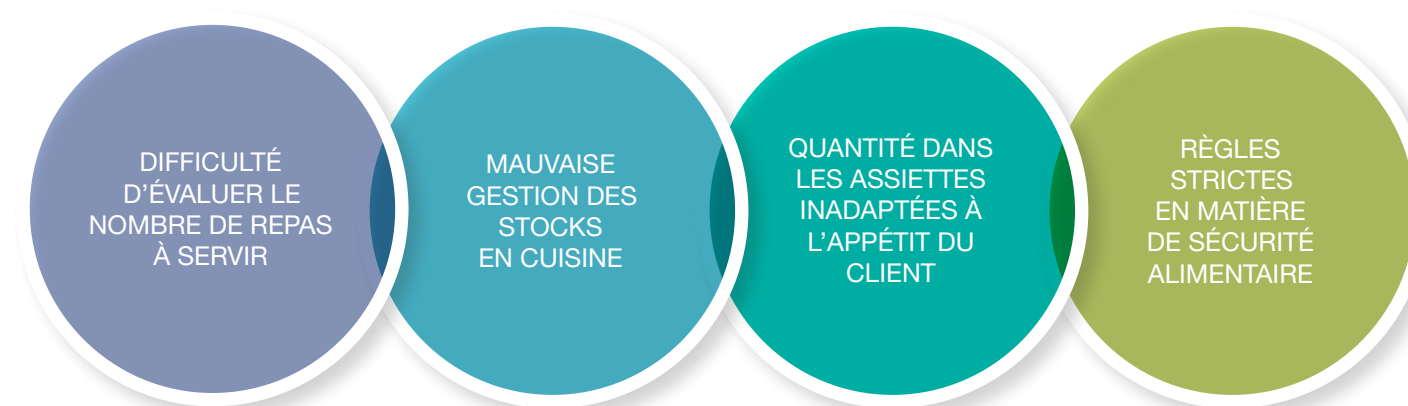 DIFFICULTÉ
D’ÉVALUER LE
NOMBRE DE REPAS
À SERVIR
MAUVAISE
GESTION DES
STOCKS
EN CUISINE
QUANTITÉ DANS
LES ASSIETTES
INADAPTÉES À
L’APPÉTIT DU
CLIENT
RÈGLES
STRICTES
EN MATIÈRE
DE SÉCURITÉ
ALIMENTAIRE